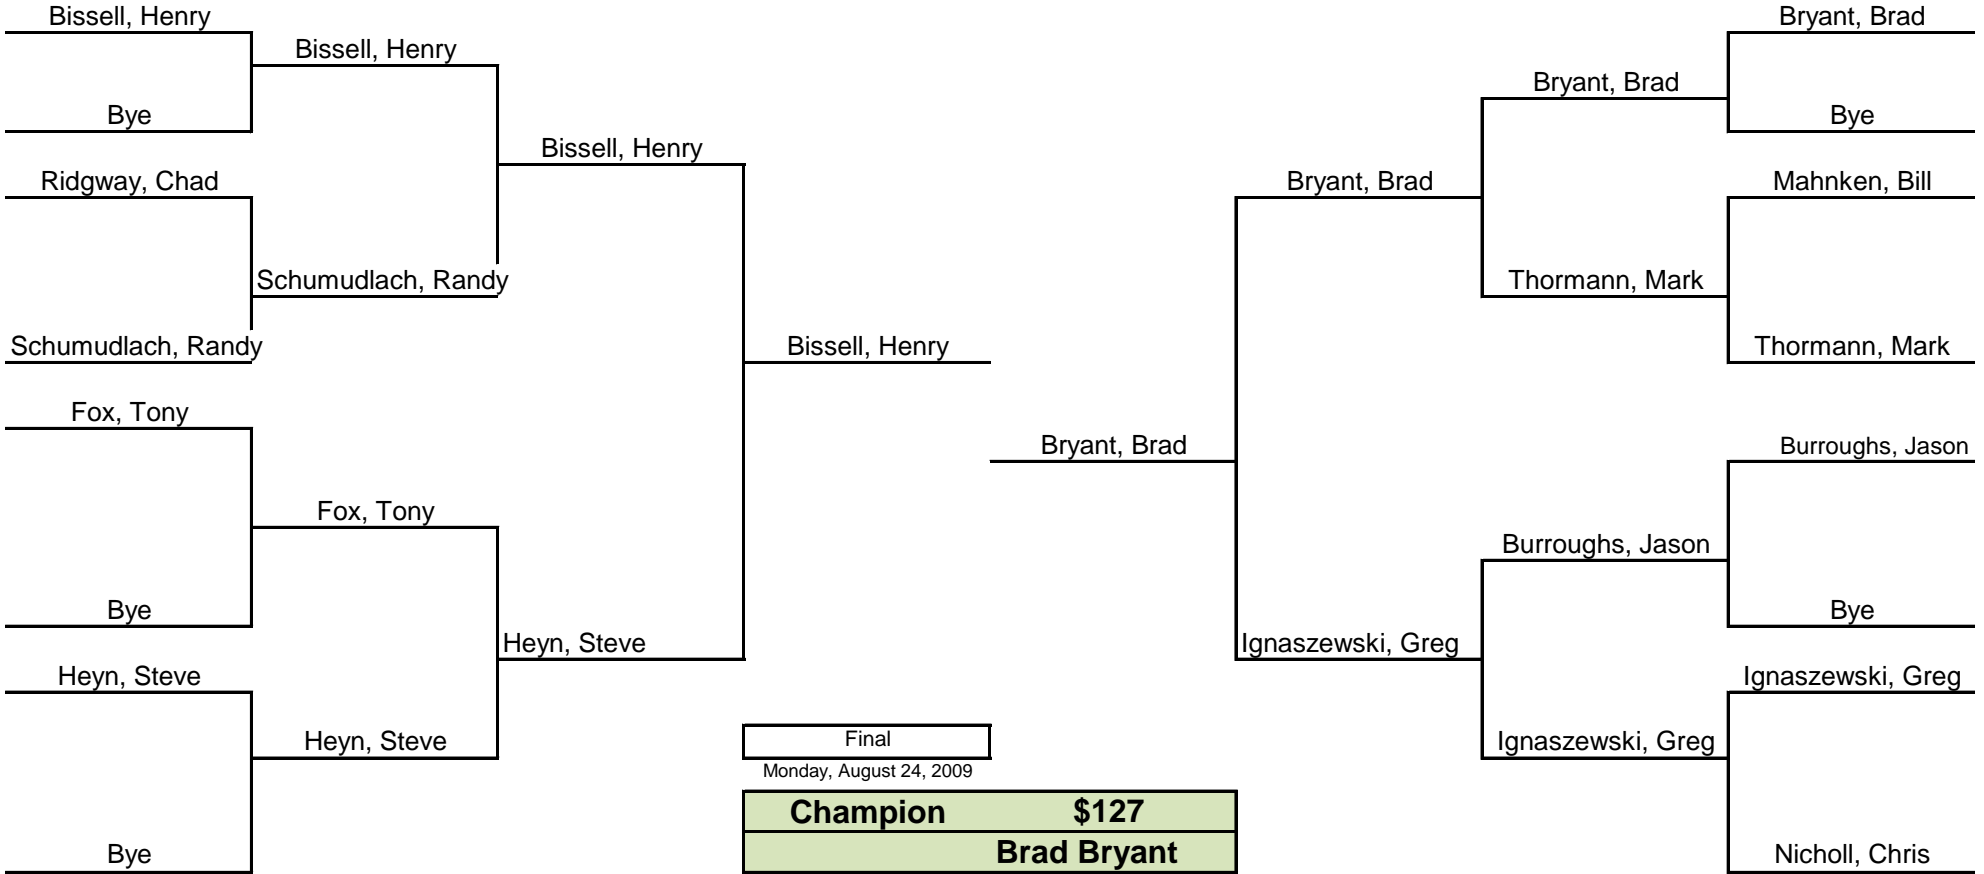 Bissell, Henry
Bye
Ridgway, Chad
Schumudlach, Randy
Fox, Tony
Bye
Heyn, Steve
Bye
Bissell, Henry
Schumudlach, Randy
Fox, Tony
Heyn, Steve
Bissell, Henry
Heyn, Steve
Bissell, Henry
Bryant, Brad
Bryant, Brad
Ignaszewski, Greg
Bryant, Brad
Thormann, Mark
Burroughs, Jason
Ignaszewski, Greg
Bryant, Brad
Bye
Mahnken, Bill
Thormann, Mark
Burroughs, Jason
Bye
Ignaszewski, Greg
Nicholl, Chris
Final
Monday, August 24, 2009
Champion $127
Brad Bryant